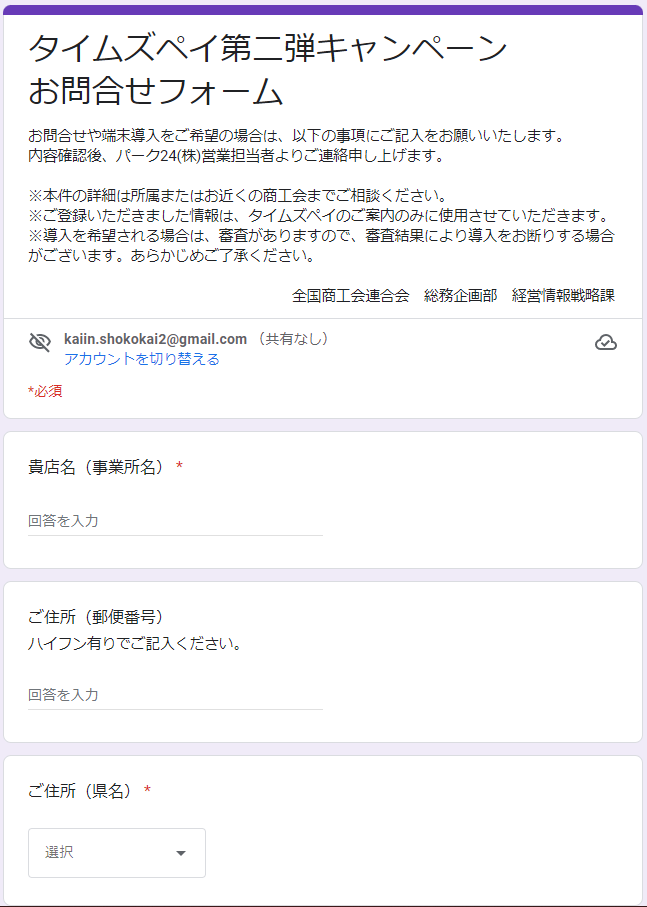 タイムズペイ第二弾キャンペーン
お問合せフォーム
お問合せや端末導入をご希望の場合は、以下の事項にご記入をお願いいたします。
内容確認後、パーク24(株)営業担当者よりご連絡申し上げます。
※本件の詳細は所属またはお近くの商工会までご相談ください。
※ご登録いただきました情報は、タイムズペイのご案内のみに使用させていただきます。
※導入を希望される場合は、審査がありますので、審査結果により導入をお断りする場合
がございます。あらかじめご了承ください。
全国商工会連合会　総務企画部　経営情報戦略課
kaiin.shokokai2@gmail.com （共有なし）
アカウントを切り替える
*必須
貴店名（事業所名） *
回答を入力
ご住所（郵便番号）
ハイフン有りでご記入ください。
回答を入力
ご住所（県名） *
選択